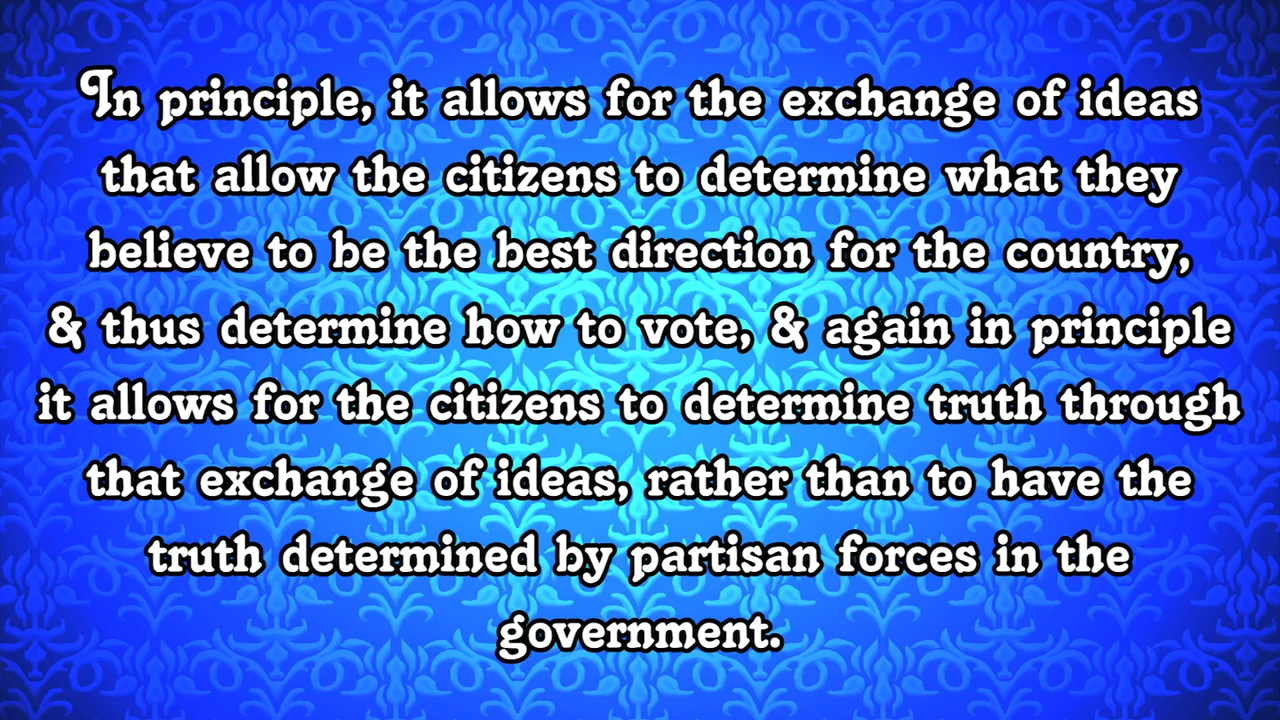 In principle, it allows for the exchange of ideas
that allow the citizens to determine what they
believe to be the best direction for the country,
& thus determine how to vote, & again in principle
it allows for the citizens to determine truth through
that exchange of ideas, rather than to have the
truth determined by partisan forces in the
government.